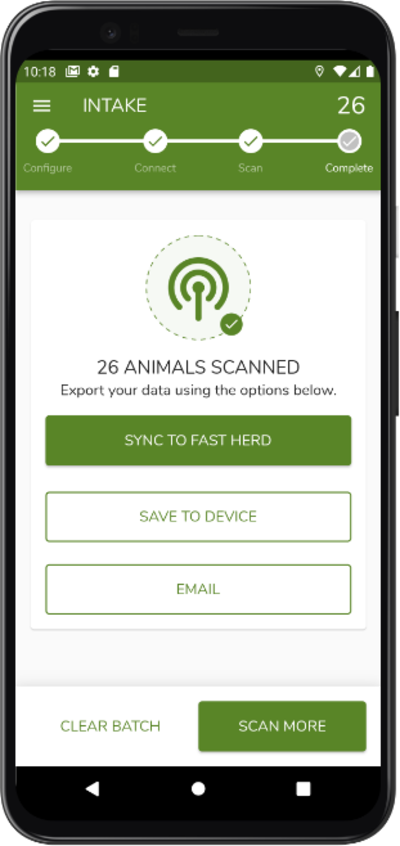 10:18
INTAKE
26
Configure
Connect
Scan
Complete
26 ANIMALS SCANNED
Export your data using the options below.
SYNC TO FAST HERD
SAVE TO DEVICE
EMAIL
CLEAR BATCH
SCAN MORE